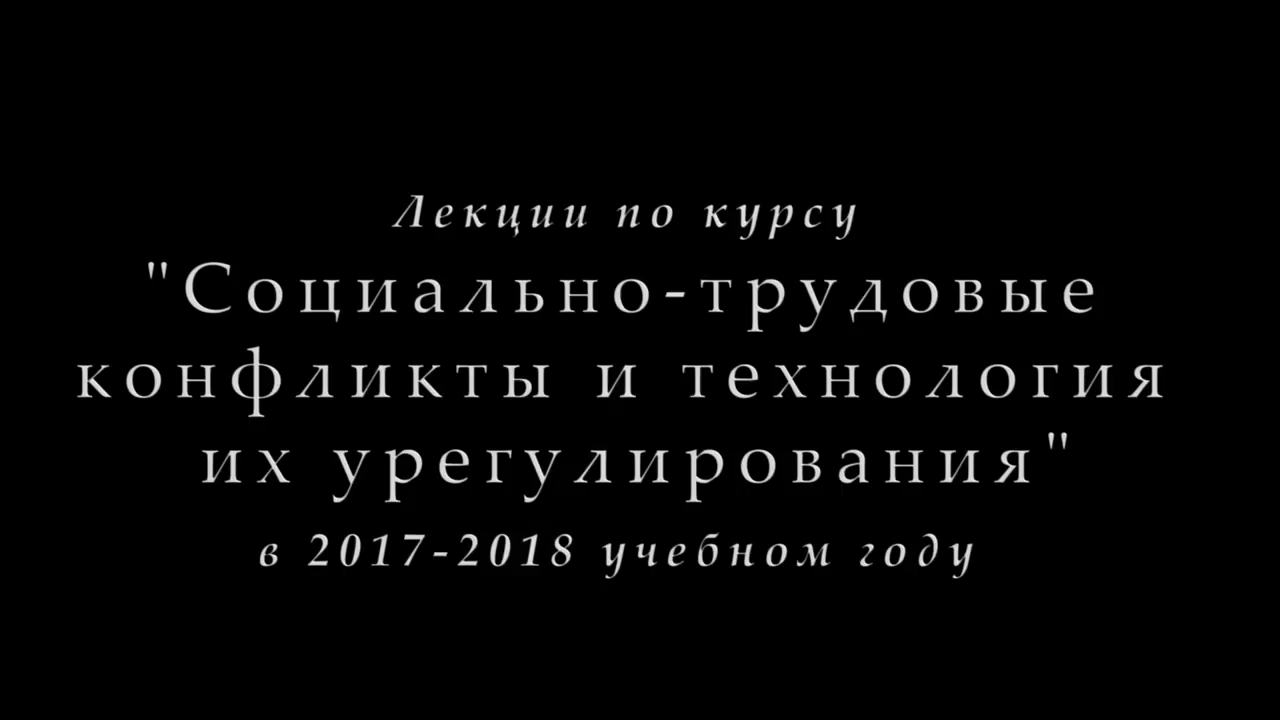 Лекции по курсу
"Социально-трудовые
конфликты и технология
их урегулирования"
в 2017-2018 учебном году